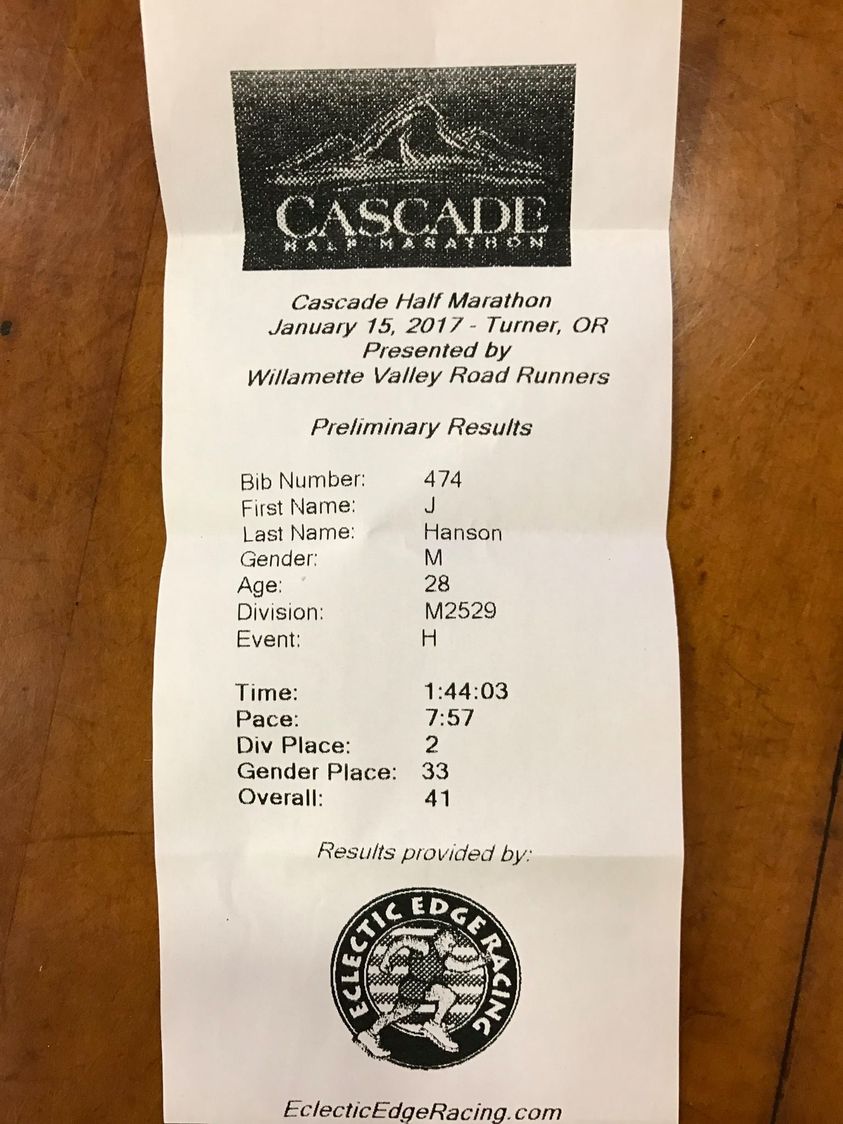 CASCADE
HALF MARATHON
Cascade Half Marathon
January 15, 2017 - Turner, OR
Presented by
Willamette Valley Road Runners
Preliminary Results
Bib Number: 474
First Name: J
Last Name: Hanson
Gender: M
Age: 28
Division: M2529
Event: H
Time: 1:44:03
Pace: 7:57
Div Place: 2
Gender Place: 33
Overall: 41
Results provided by:
ECLECTIC EDGE RACING
EclecticEdgeRacing.com